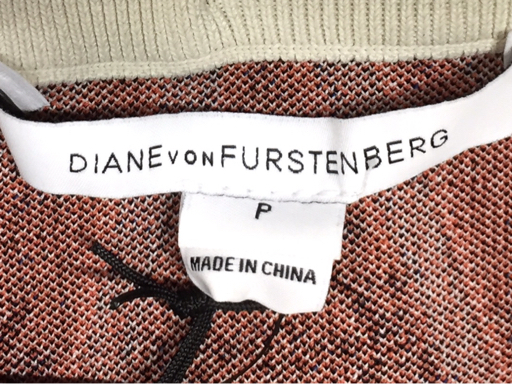 DIANE VON FURSTENBERG
P
MADE IN CHINA